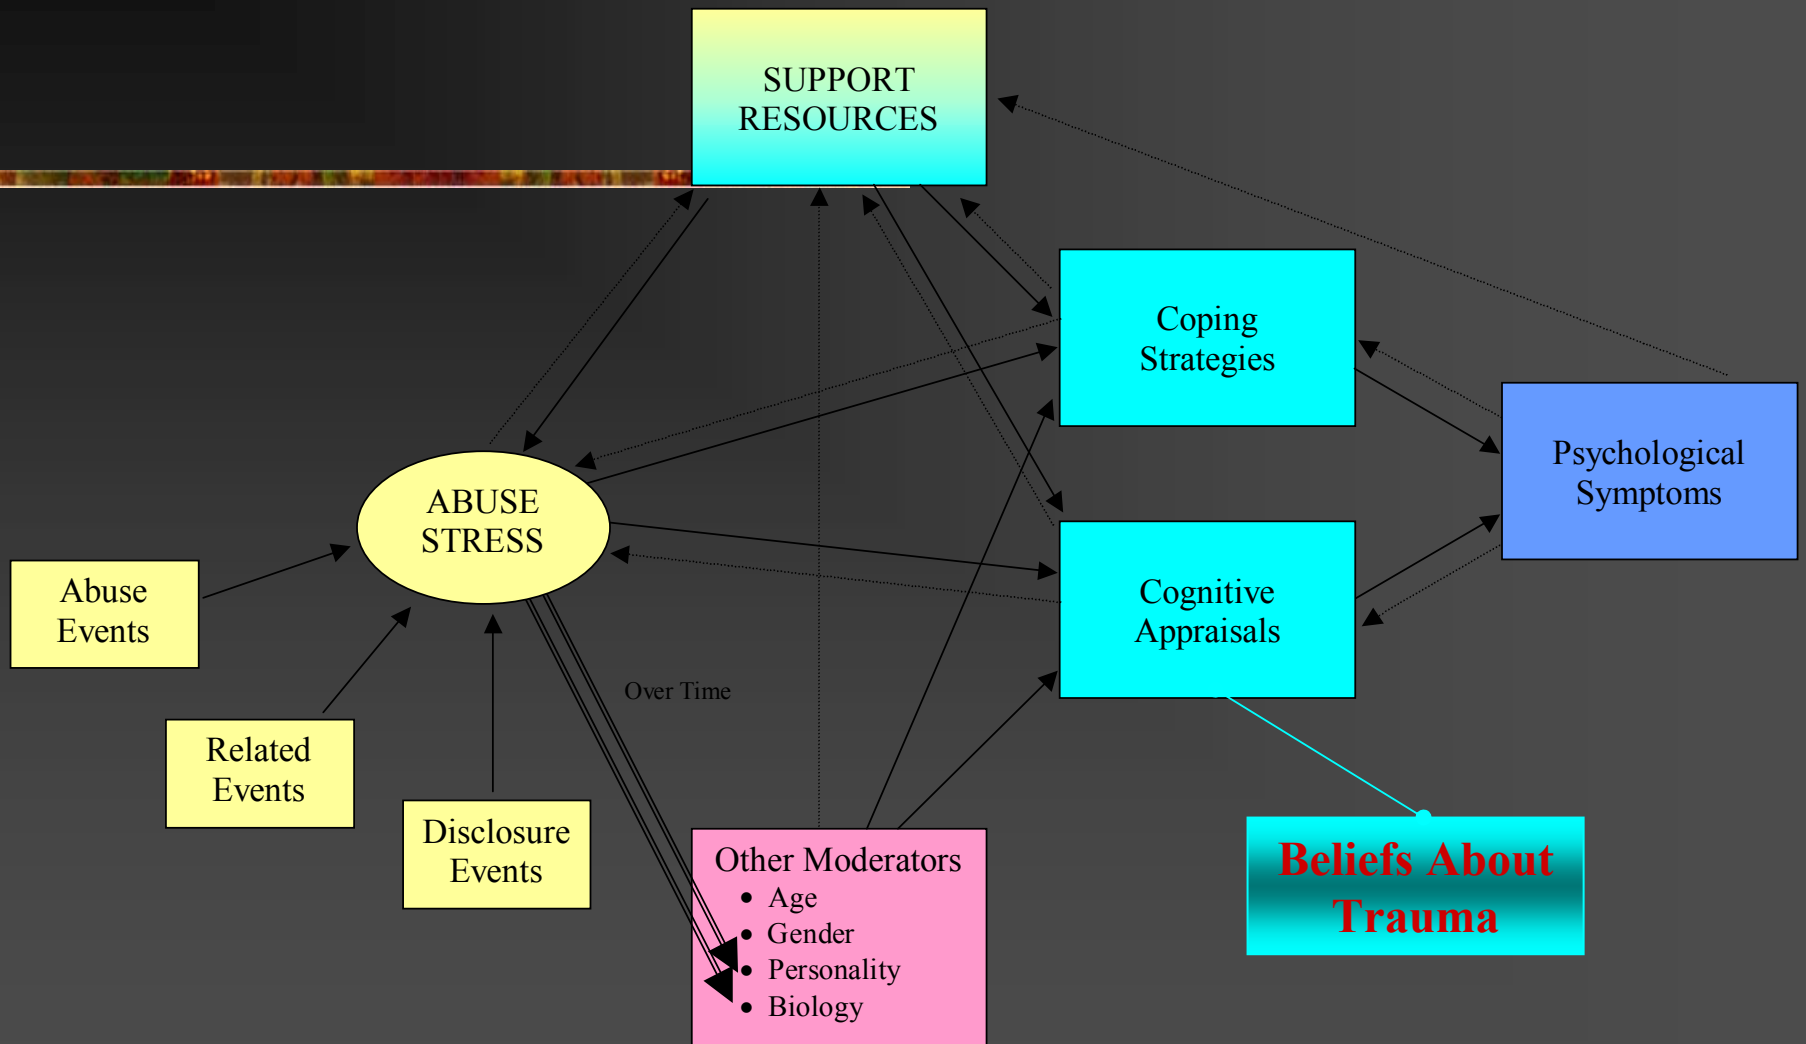 SUPPORT
RESOURCES
Coping
Strategies
Psychological
Symptoms
ABUSE
STRESS
Abuse
Events
Cognitive
Appraisals
Over Time
Related
Events
Disclosure
Events
Other Moderators
• Age
• Gender
• Personality
• Biology
Beliefs About
Trauma